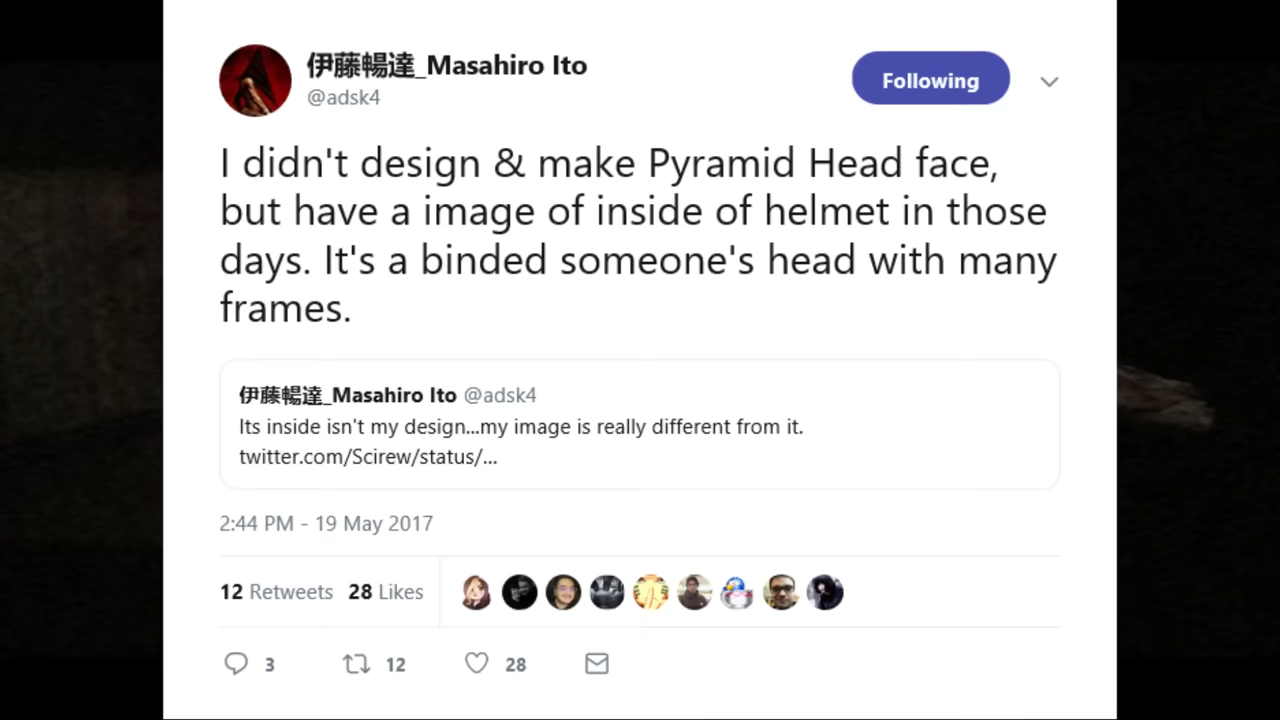 伊藤暢達_Masahiro Ito
@adsk4
Following
I didn't design & make Pyramid Head face,
but have a image of inside of helmet in those
days. It's a binded someone's head with many
frames.
伊藤暢達_Masahiro Ito @adsk4
Its inside isn't my design...my image is really different from it.
twitter.com/Scirew/status/...
2:44 PM - 19 May 2017
12 Retweets 28 Likes
3 12 28